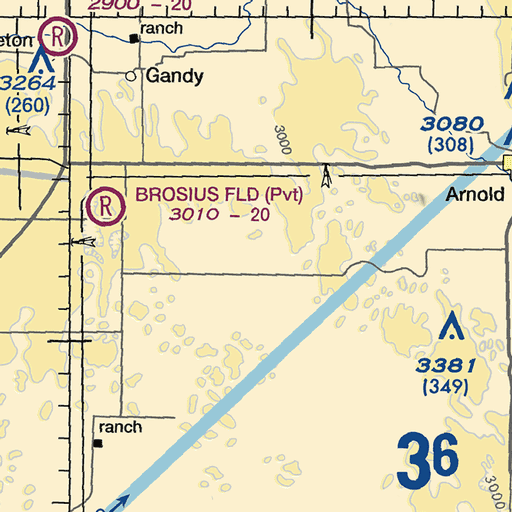 2900 - 20
ranch
R
3264
(260)
Gandy
3000
3080
(308)
Arnold
R
BROSIUS FLD (Pvt)
3010 - 20
3381
(349)
ranch
36
3000